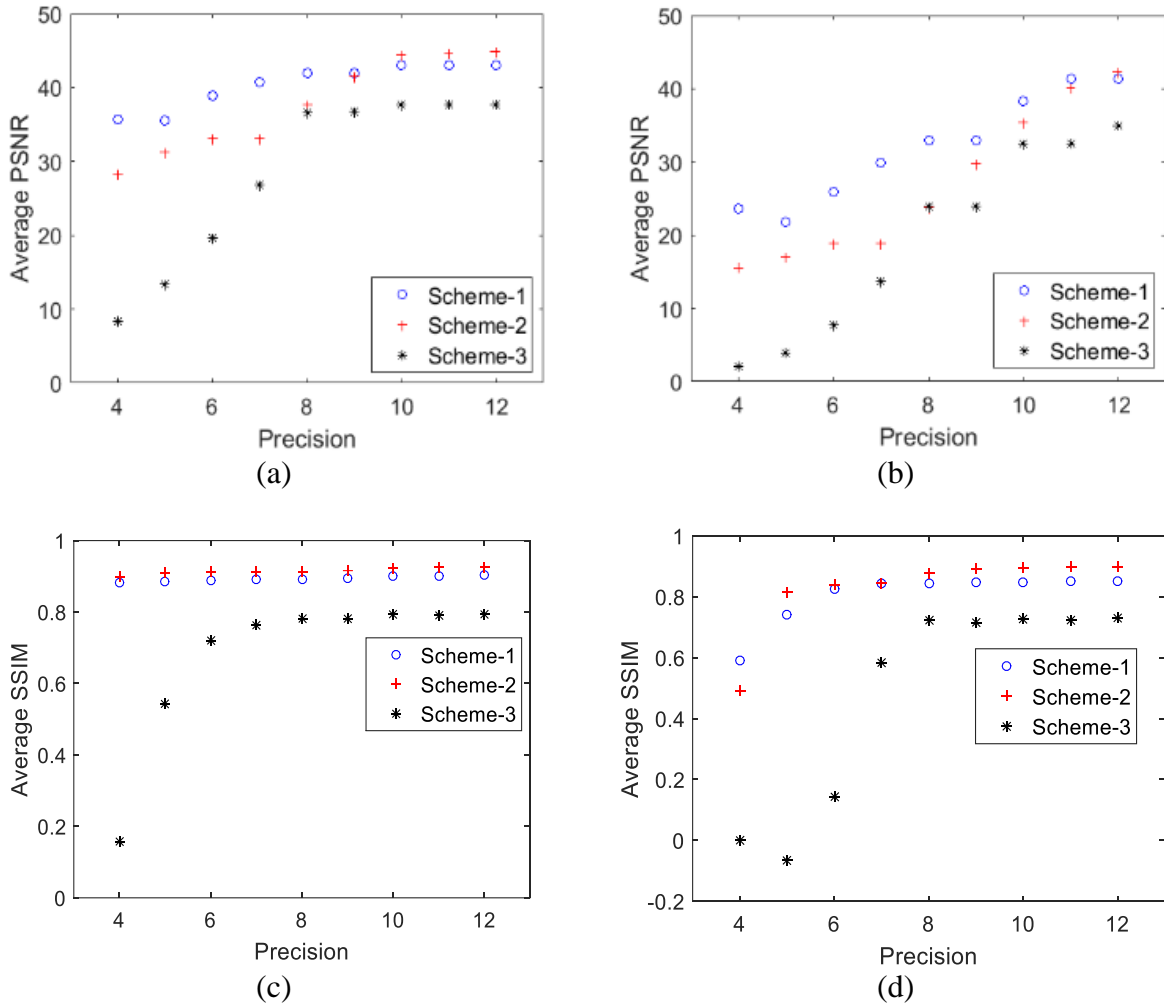 50
40
30
20
10
0
Average PSNR
Scheme-1
Scheme-2
Scheme-3
4 6 8 10 12
Precision
(a)
50
40
30
20
10
0
Average PSNR
Scheme-1
Scheme-2
Scheme-3
4 6 8 10 12
Precision
(b)
1
0.8
0.6
0.4
0.2
0
Average SSIM
Scheme-1
Scheme-2
Scheme-3
4 6 8 10 12
Precision
(c)
1
0.8
0.6
0.4
0.2
0
-0.2
Average SSIM
Scheme-1
Scheme-2
Scheme-3
4 6 8 10 12
Precision
(d)